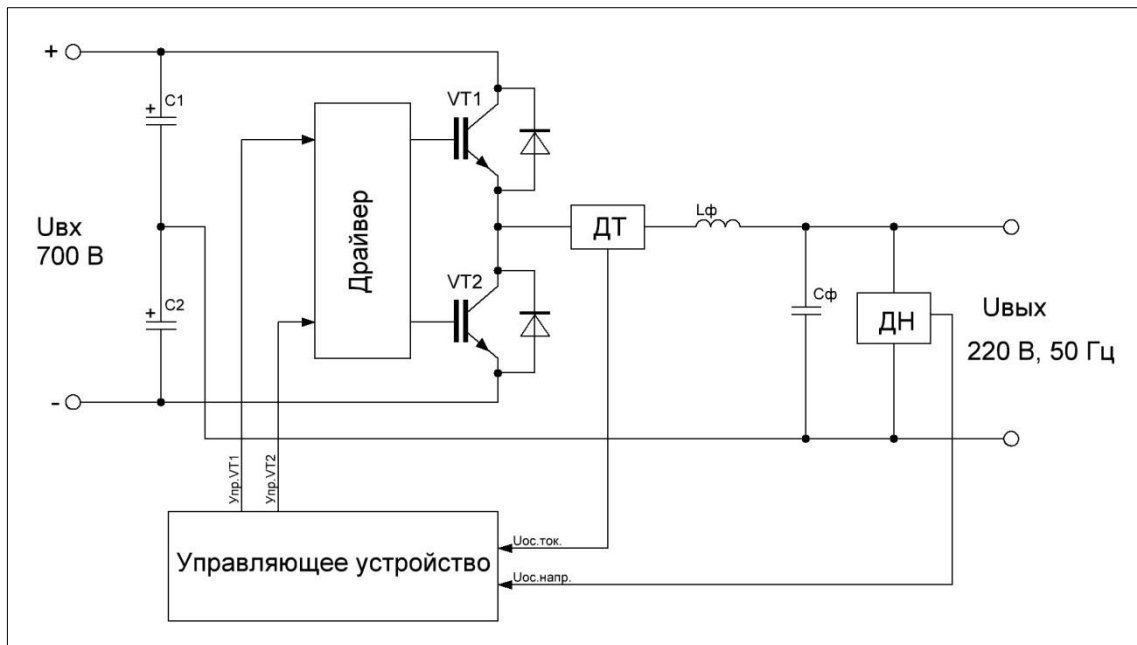 +
+
C1
VT1
Драйвер
Uвх
700 В
ДТ
Lф
+
C2
VT2
Cф
ДН
Uвых
220 В, 50 Гц
-
Упр.VT1
Упр.VT2
Управляющее устройство
Uос.ток.
Uос.напр.